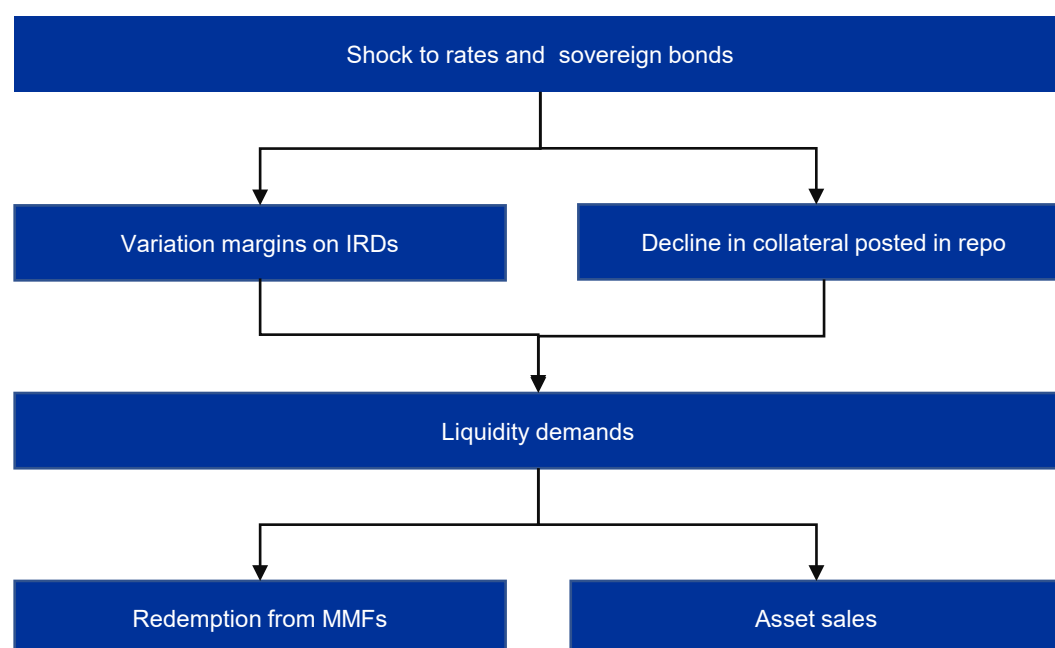 Shock to rates and  sovereign bonds
Variation margins on IRDs
Decline in collateral posted in repo
Liquidity demands
Redemption from MMFs
Asset sales